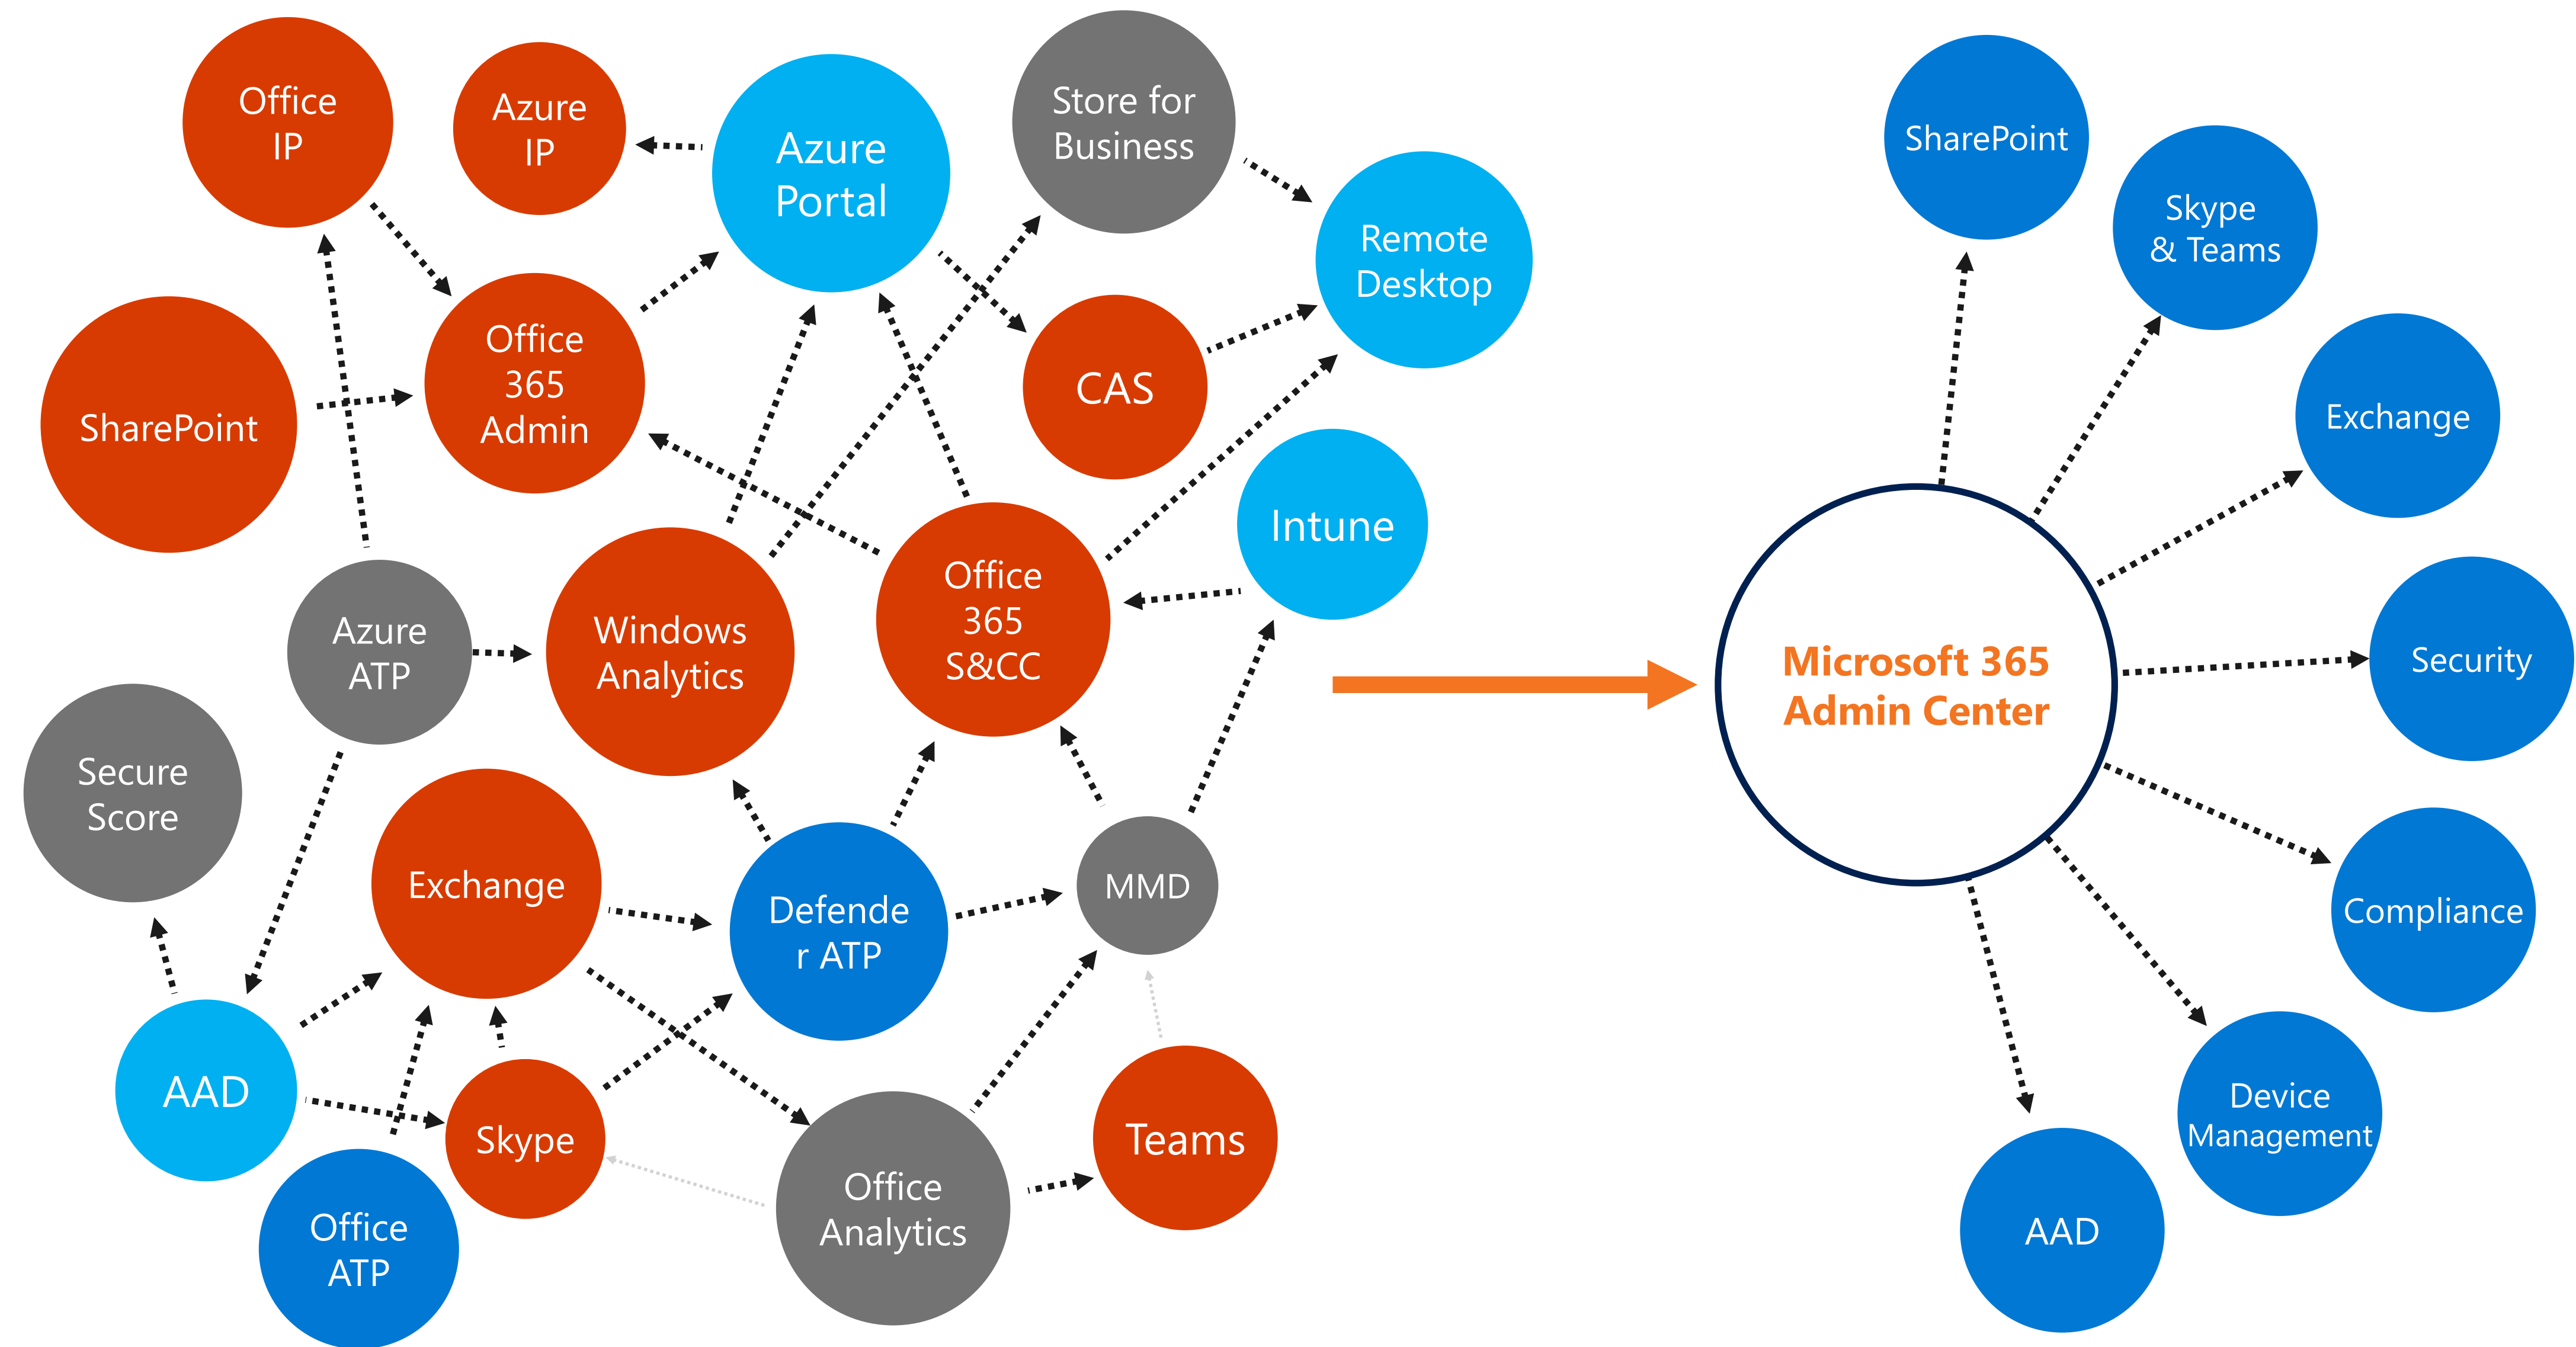 Office
IP
Azure
IP
Azure
Portal
Store for
Business
Remote
Desktop
SharePoint
Office
365
Admin
CAS
Intune
Azure
ATP
Windows
Analytics
Office
365
S&CC
Secure
Score
Exchange
Defende
r ATP
MMD
AAD
Skype
Teams
Office
ATP
Office
Analytics
Microsoft 365
Admin Center
SharePoint
Skype
& Teams
Exchange
Security
Compliance
Device
Management
AAD